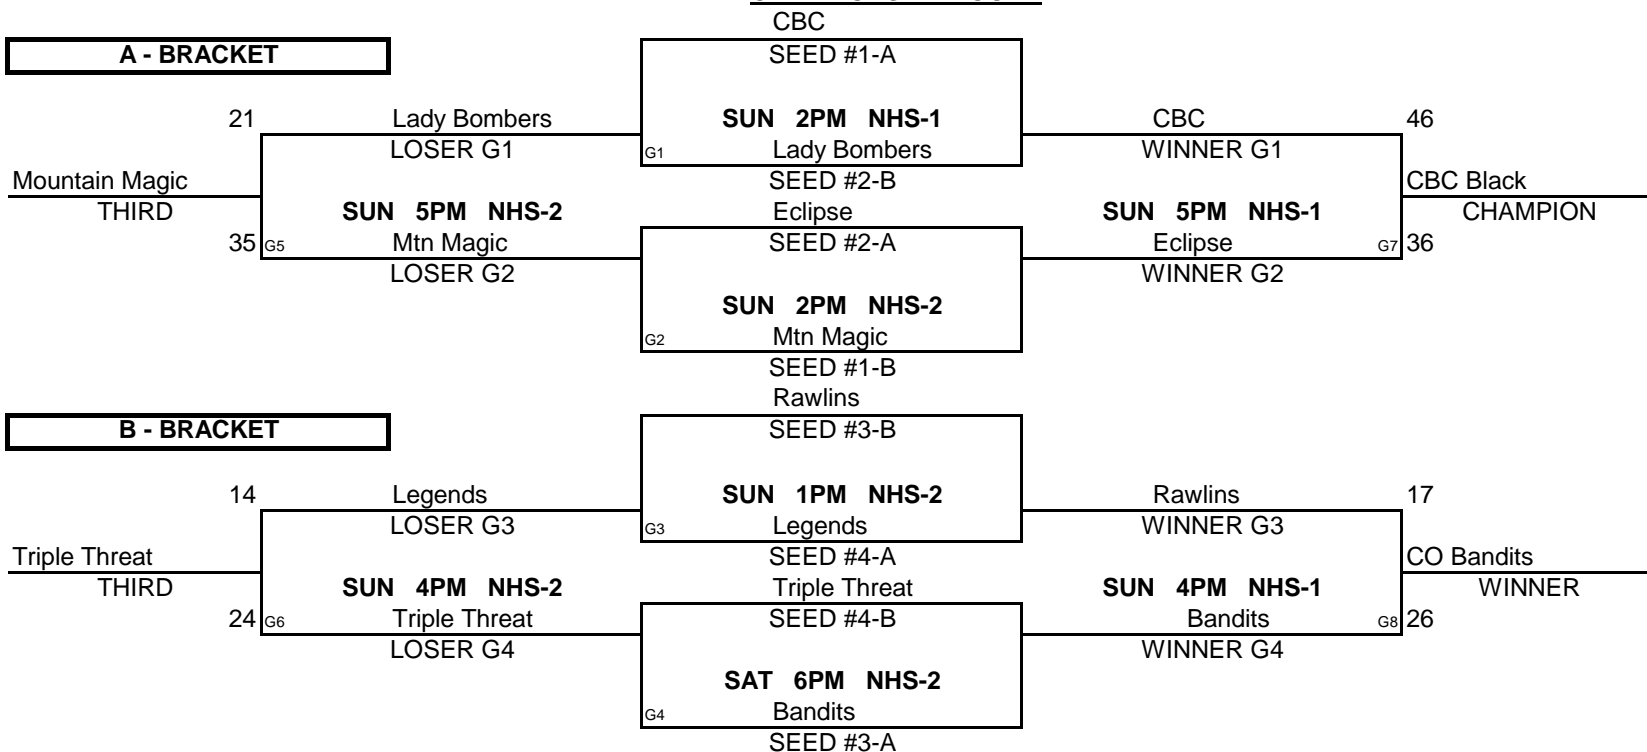 CBC
A - BRACKET
SEED #1-A
21 Lady Bombers SUN 2PM NHS-1 CBC 46
LOSER G1 G1 Lady Bombers WINNER G1
Mountain Magic SEED #2-B CBC Black
THIRD SUN 5PM NHS-2 Eclipse SUN 5PM NHS-1 CHAMPION
35 G5 Mtn Magic SEED #2-A Eclipse G7 36
LOSER G2 WINNER G2
SUN 2PM NHS-2
G2 Mtn Magic
SEED #1-B
Rawlins
B - BRACKET SEED #3-B
14 Legends SUN 1PM NHS-2 Rawlins 17
LOSER G3 G3 Legends WINNER G3
Triple Threat SEED #4-A CO Bandits
THIRD SUN 4PM NHS-2 Triple Threat SUN 4PM NHS-1 WINNER
24 G6 Triple Threat SEED #4-B Bandits G8 26
LOSER G4 WINNER G4
SAT 6PM NHS-2
G4 Bandits
SEED #3-A